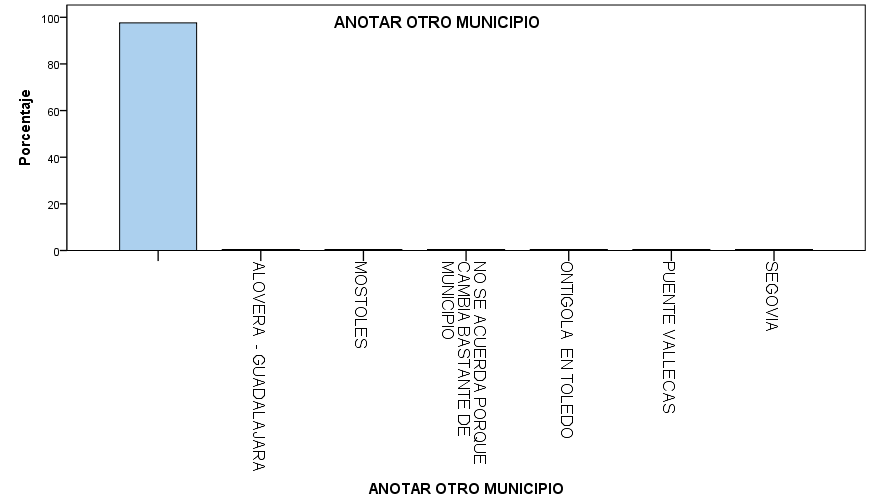 ANOTAR OTRO MUNICIPIO
Porcentaje
100
80
60
40
20
0
ALOVERA - GUADALAJARA
MOSTOLES
NO SE ACUERDA PORQUE
CAMBIA BASTANTE DE
MUNICIPIO
ONTIGOLA EN TOLEDO
PUENTE VALLECAS
SEGOVIA
ANOTAR OTRO MUNICIPIO